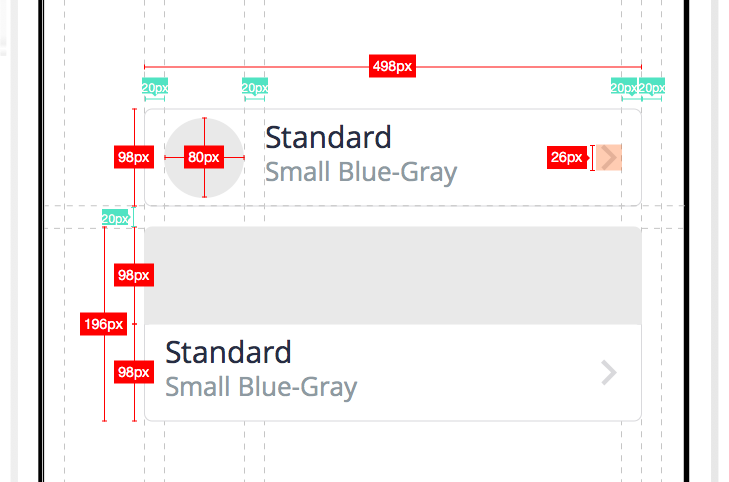 498px
20px 20px 20px 20px
Standard
98px 80px 26px
Small Blue-Gray
20px
98px
196px
Standard
98px
Small Blue-Gray